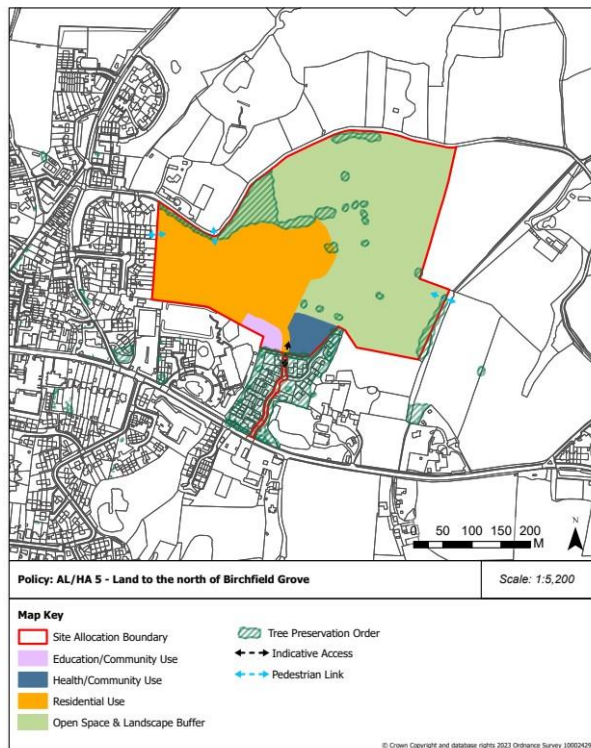 0 50 100 150 200
M
N
Policy: AL/HA 5 - Land to the north of Birchfield Grove
Scale: 1:5,200
Map Key
Site Allocation Boundary
Education/Community Use
Health/Community Use
Residential Use
Open Space & Landscape Buffer
Tree Preservation Order
Indicative Access
Pedestrian Link
© Crown Copyright and database rights 2023 Ordnance Survey 10002429